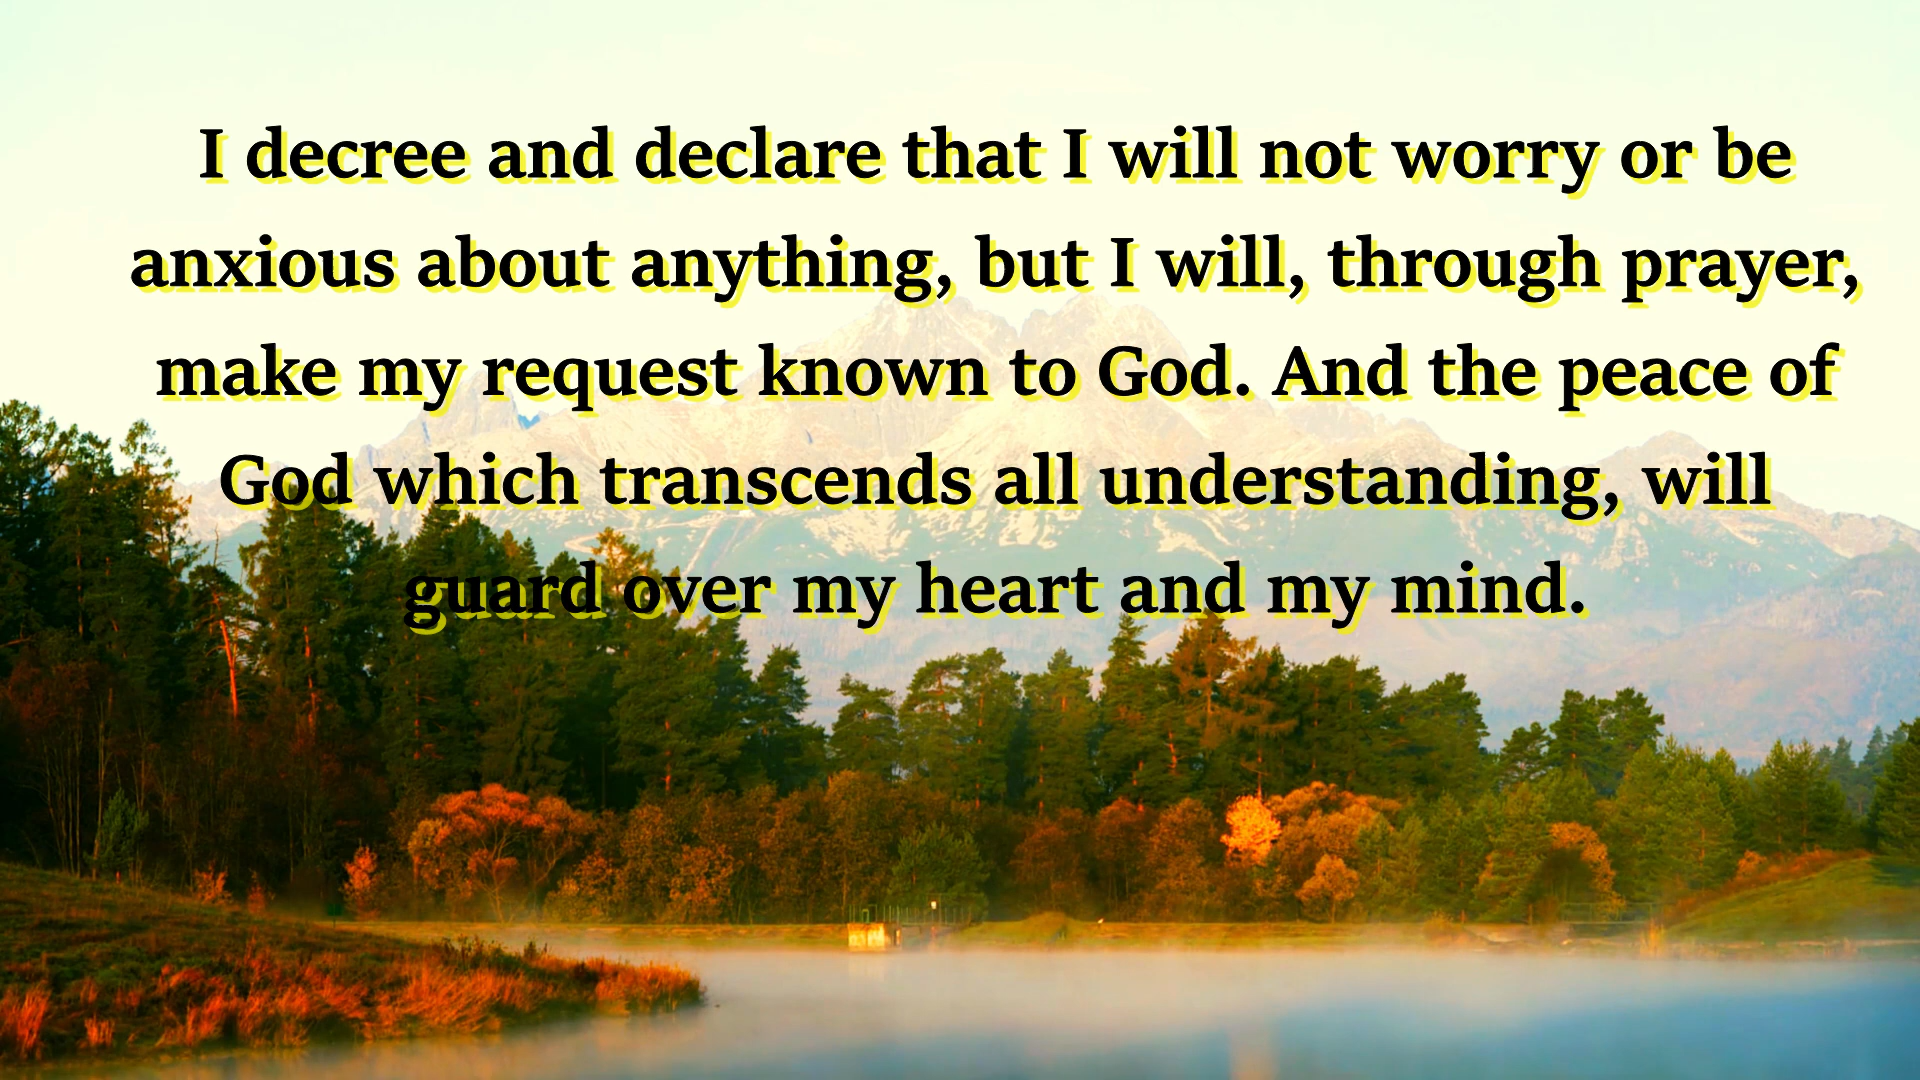 I decree and declare that I will not worry or be
anxious about anything, but I will, through prayer,
make my request known to God. And the peace of
God which transcends all understanding, will
guard over my heart and my mind.